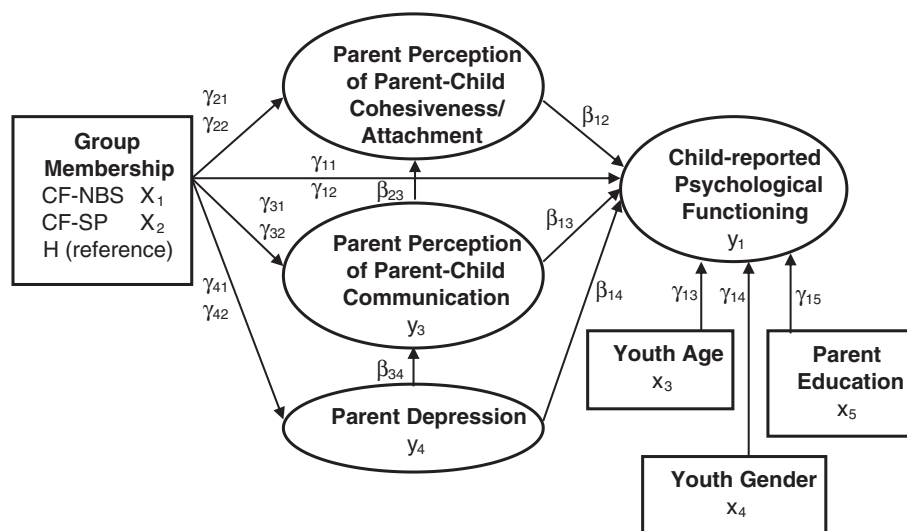 Parent Perception
of Parent-Child
Cohesiveness/
Attachment
γ21
γ22
β12
Group
Membership
CF-NBS X1
CF-SP X2
H (reference)
γ11
γ12
β23
Child-reported
Psychological
Functioning
y1
γ31
γ32
β13
Parent Perception
of Parent-Child
Communication
y3
γ41
γ42
β14
γ13
γ14
γ15
β34
Youth Age
x3
Parent
Education
x5
Parent Depression
y4
Youth Gender
x4